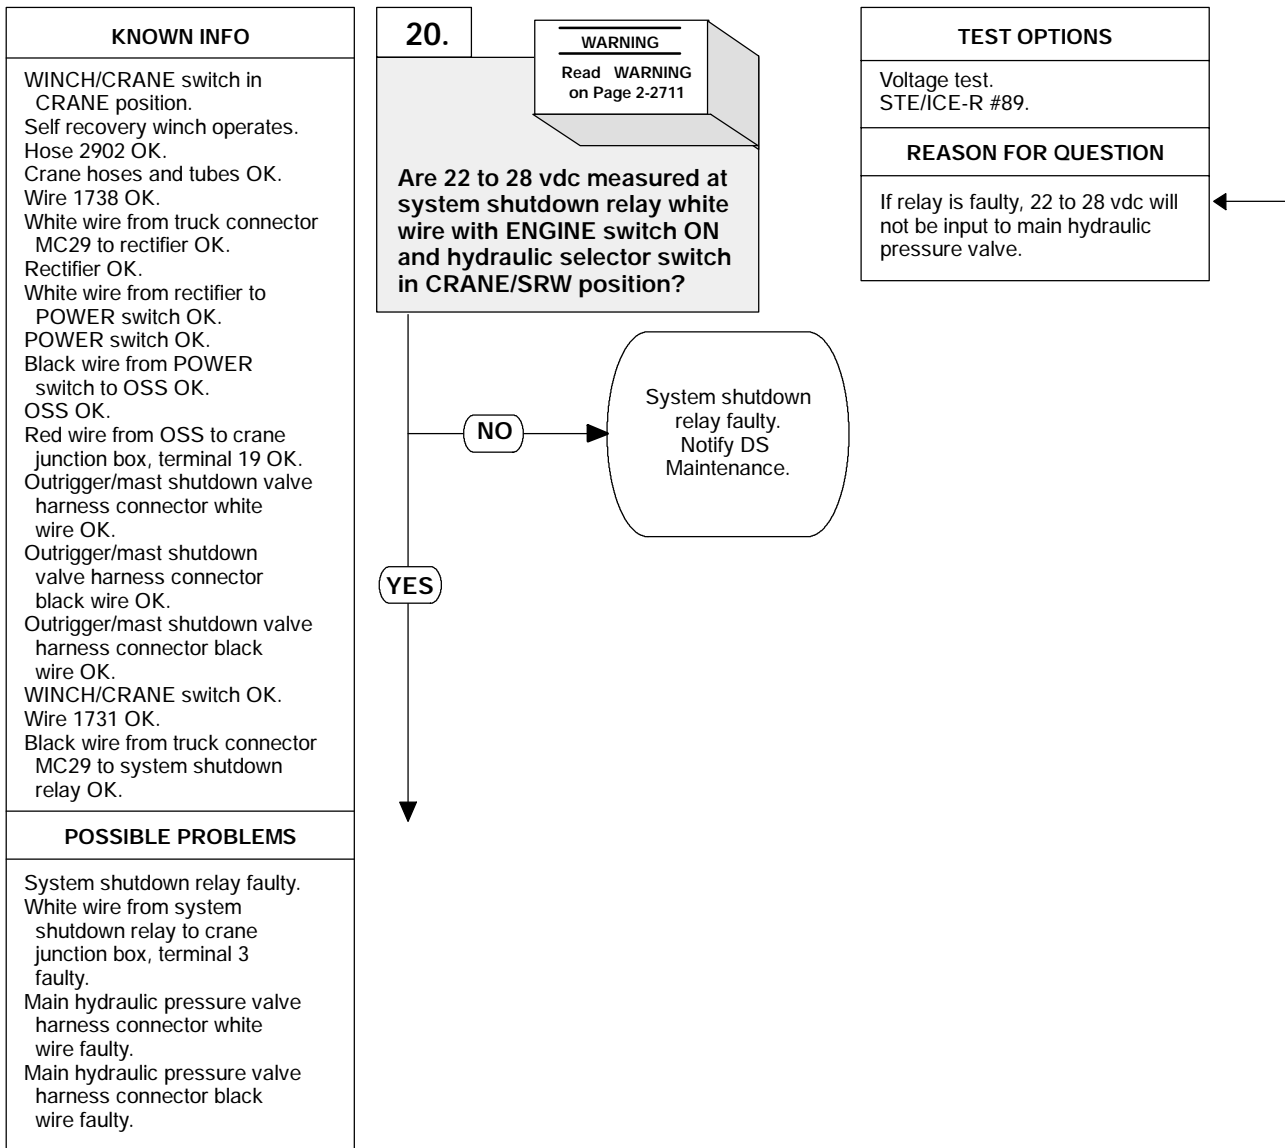 KNOWN INFO
WINCH/CRANE switch in
CRANE position.
Self recovery winch operates.
Hose 2902 OK.
Crane hoses and tubes OK.
Wire 1738 OK.
White wire from truck connector
MC29 to rectifier OK.
Rectifier OK.
White wire from rectifier to
POWER switch OK.
POWER switch OK.
Black wire from POWER
switch to OSS OK.
OSS OK.
Red wire from OSS to crane
junction box, terminal 19 OK.
Outrigger/mast shutdown valve
harness connector white
wire OK.
Outrigger/mast shutdown
valve harness connector
black wire OK.
Outrigger/mast shutdown valve
harness connector black
wire OK.
WINCH/CRANE switch OK.
Wire 1731 OK.
Black wire from truck connector
MC29 to system shutdown
relay OK.
POSSIBLE PROBLEMS
System shutdown relay faulty.
White wire from system
shutdown relay to crane
junction box, terminal 3
faulty.
Main hydraulic pressure valve
harness connector white
wire faulty.
Main hydraulic pressure valve
harness connector black
wire faulty.
20.
WARNING
Read WARNING
on Page 2-2711
Are 22 to 28 vdc measured at
system shutdown relay white
wire with ENGINE switch ON
and hydraulic selector switch
in CRANE/SRW position?
NO
System shutdown
relay faulty.
Notify DS
Maintenance.
YES
TEST OPTIONS
Voltage test.
STE/ICE-R #89.
REASON FOR QUESTION
If relay is faulty, 22 to 28 vdc will
not be input to main hydraulic
pressure valve.